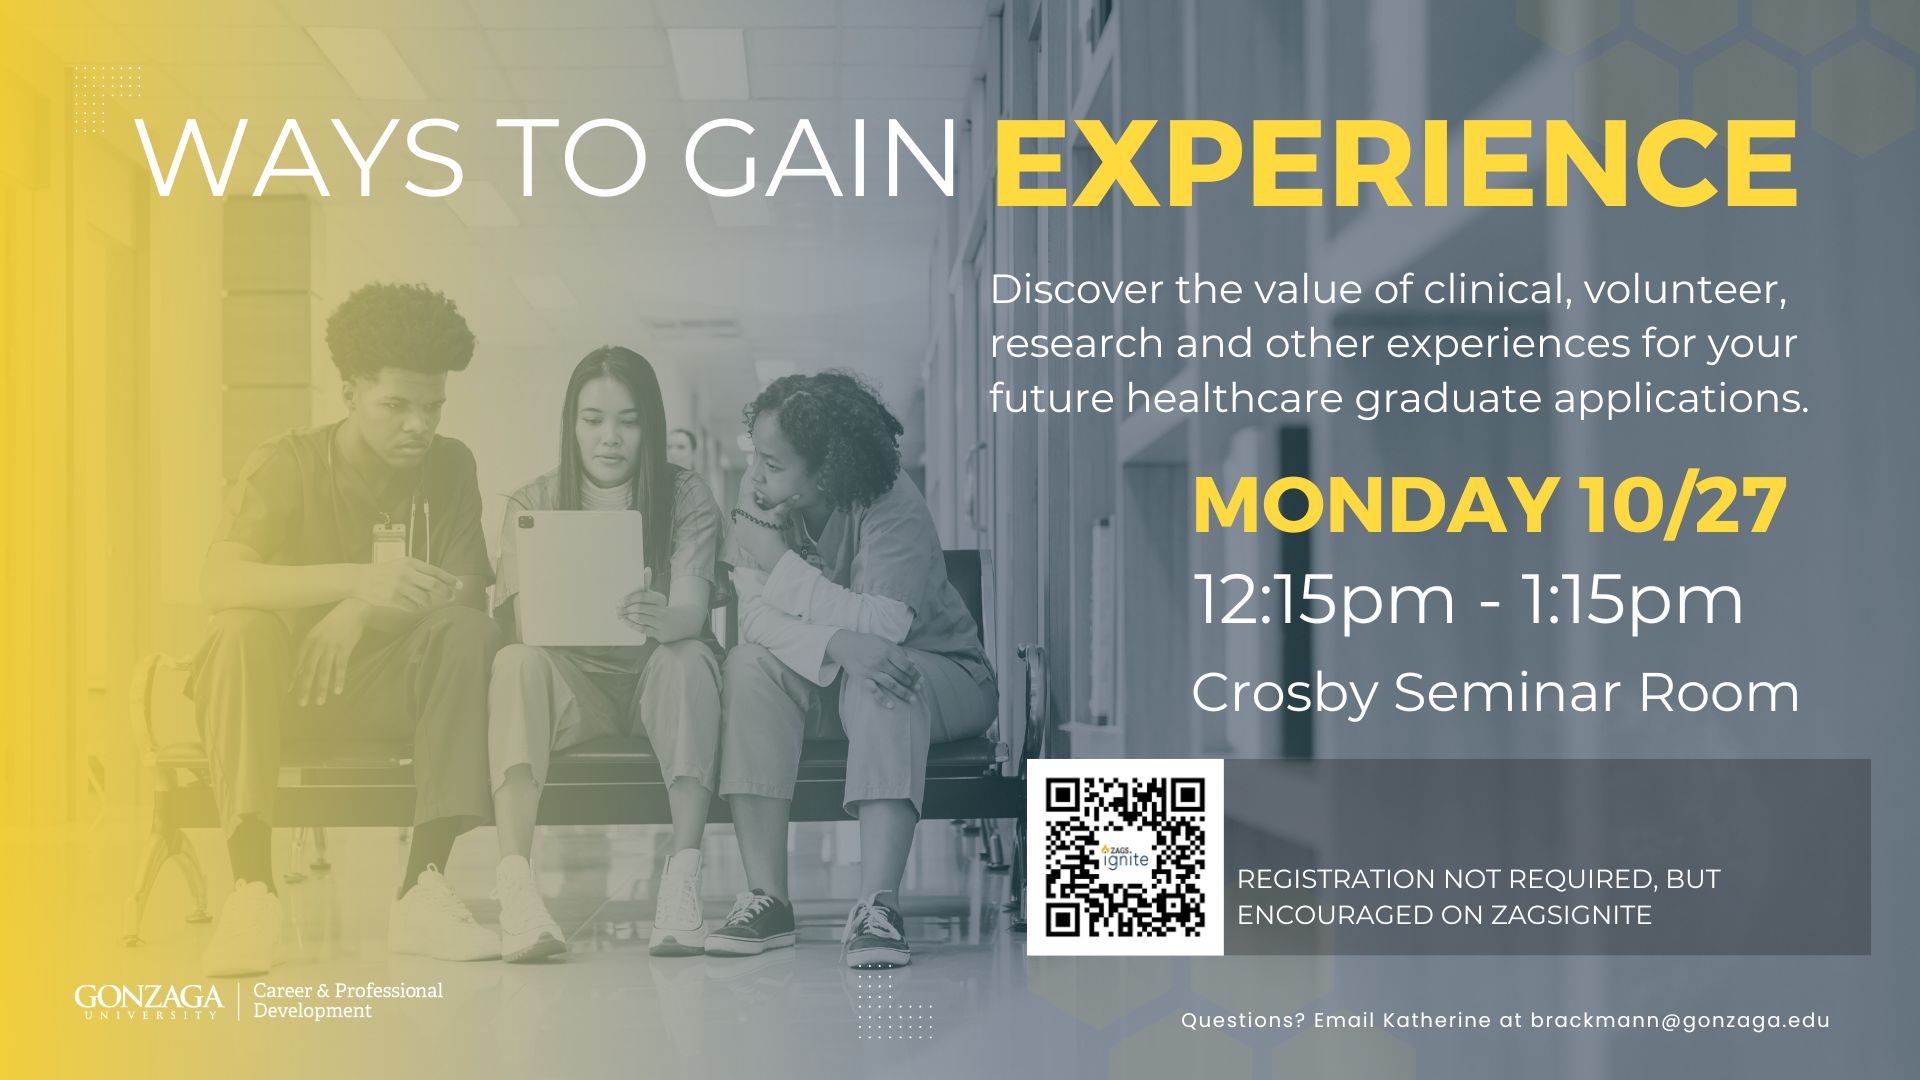 WAYS TO GAIN EXPERIENCE
Discover the value of clinical, volunteer,
research and other experiences for your
future healthcare graduate applications.
MONDAY 10/27
12:15pm - 1:15pm
Crosby Seminar Room
ZAGS.
ignite
REGISTRATION NOT REQUIRED, BUT
ENCOURAGED ON ZAGSIGNITE
GONZAGA
UNIVERSITY
Career & Professional
Development
Questions? Email Katherine at brackmann@gonzaga.edu